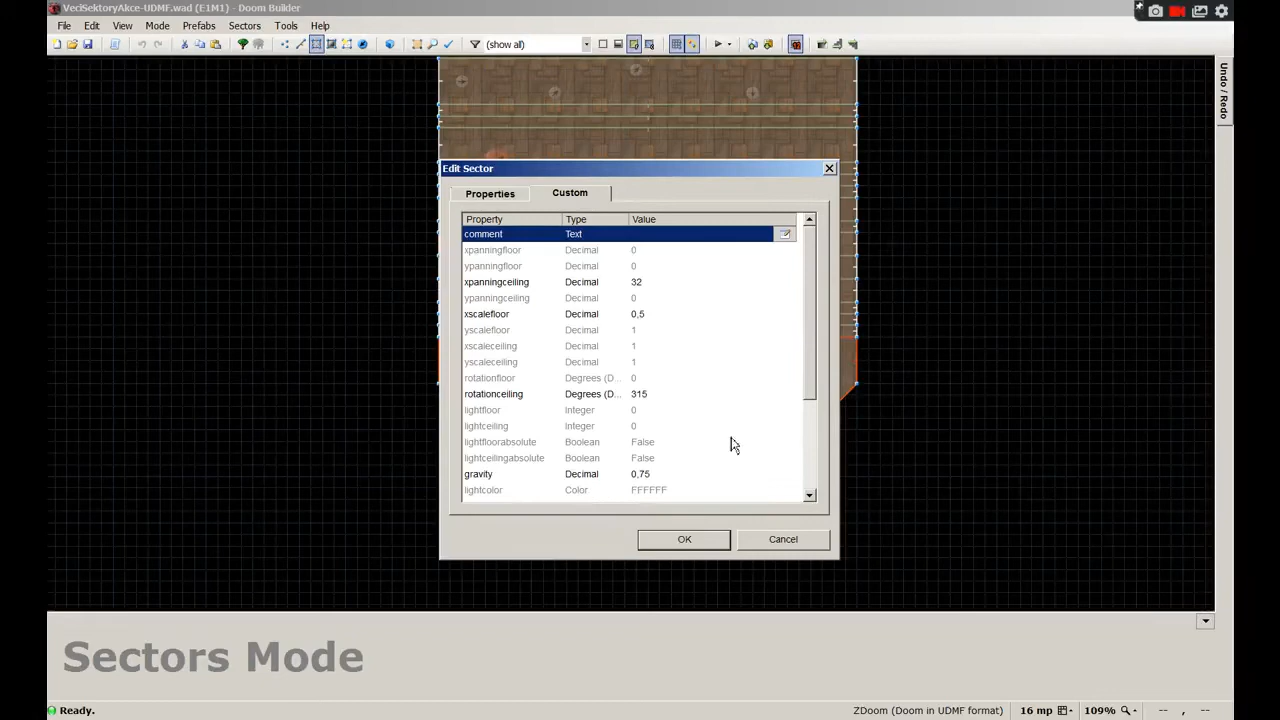 VeciSektoryAkce-UDMF.wad (E1M1) - Doom Builder
File Edit View Mode Prefabs Sectors Tools Help
(show all)
Undo / Redo
Edit Sector
Properties Custom
Property Type Value
comment Text
xpanningfloor Decimal 0
ypanningfloor Decimal 0
xpanningceiling Decimal 32
ypanningceiling Decimal 0
xscalefloor Decimal 0,5
yscalefloor Decimal 1
xscaleceiling Decimal 1
yscaleceiling Decimal 1
rotationfloor Degrees (D... 0
rotationceiling Degrees (D... 315
lightfloor Integer 0
lightceiling Integer 0
lightfloorabsolute Boolean False
lightceilingabsolute Boolean False
gravity Decimal 0,75
lightcolor Color FFFFFF
OK Cancel
Sectors Mode
Ready. ZDoom (Doom in UDMF format) 16 mp 109% -- , --